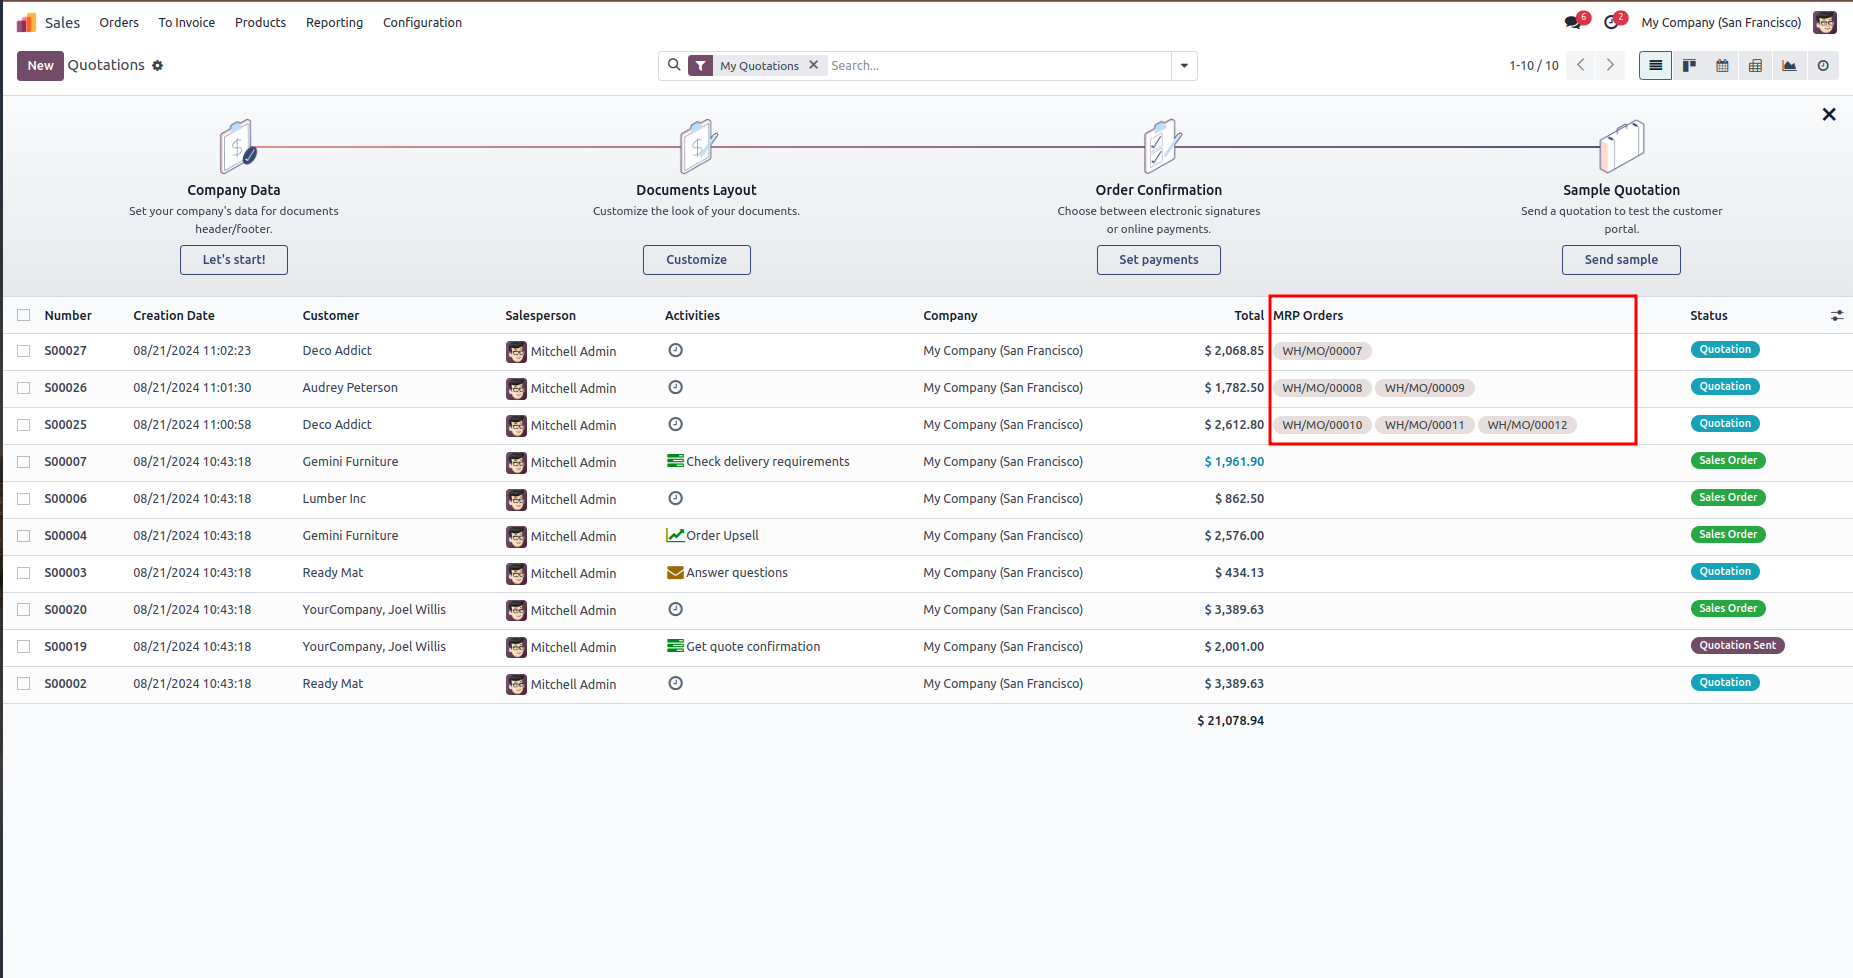 Sales Orders To Invoice Products Reporting Configuration 6 2 My Company (San Francisco)
New Quotations My Quotations Search... 1-10 / 10
Company Data Documents Layout Order Confirmation Sample Quotation
Set your company's data for documents Customize the look of your documents. Choose between electronic signatures Send a quotation to test the customer
header/footer. or online payments. portal.
Let's start! Customize Set payments Send sample
Number Creation Date Customer Salesperson Activities Company Total MRP Orders Status
S00027 08/21/2024 11:02:23 Deco Addict Mitchell Admin My Company (San Francisco) $ 2,068.85 WH/MO/00007 Quotation
S00026 08/21/2024 11:01:30 Audrey Peterson Mitchell Admin My Company (San Francisco) $ 1,782.50 WH/MO/00008 WH/MO/00009 Quotation
S00025 08/21/2024 11:00:58 Deco Addict Mitchell Admin My Company (San Francisco) $ 2,612.80 WH/MO/00010 WH/MO/00011 WH/MO/00012 Quotation
S00007 08/21/2024 10:43:18 Gemini Furniture Mitchell Admin Check delivery requirements My Company (San Francisco) $ 1,961.90 Sales Order
S00006 08/21/2024 10:43:18 Lumber Inc Mitchell Admin My Company (San Francisco) $ 862.50 Sales Order
S00004 08/21/2024 10:43:18 Gemini Furniture Mitchell Admin Order Upsell My Company (San Francisco) $ 2,576.00 Sales Order
S00003 08/21/2024 10:43:18 Ready Mat Mitchell Admin Answer questions My Company (San Francisco) $ 434.13 Quotation
S00020 08/21/2024 10:43:18 YourCompany, Joel Willis Mitchell Admin My Company (San Francisco) $ 3,389.63 Sales Order
S00019 08/21/2024 10:43:18 YourCompany, Joel Willis Mitchell Admin Get quote confirmation My Company (San Francisco) $ 2,001.00 Quotation Sent
S00002 08/21/2024 10:43:18 Ready Mat Mitchell Admin My Company (San Francisco) $ 3,389.63 Quotation
$ 21,078.94